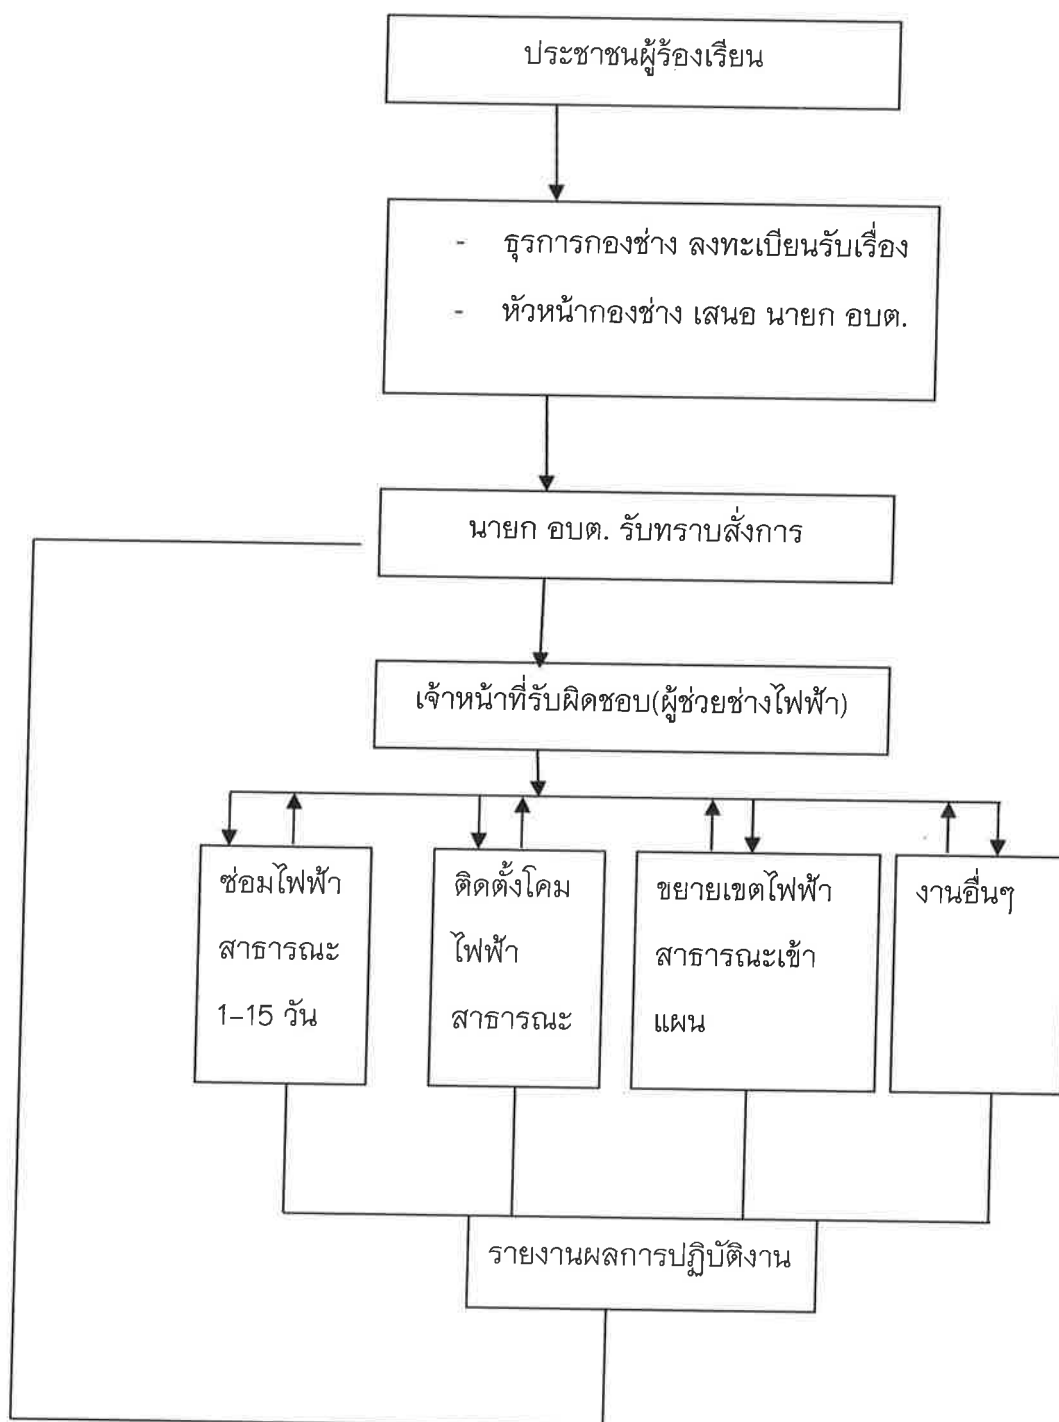 ประชาชนผู้ร้องเรียน
- ธุรการกองช่าง ลงทะเบียนรับเรื่อง
- หัวหน้ากองช่าง เสนอ นายก อบต.
นายก อบต. รับทราบสั่งการ
เจ้าหน้าที่รับผิดชอบ(ผู้ช่วยช่างไฟฟ้า)
ซ่อมไฟฟ้า
สาธารณะ
1-15 วัน
ติดตั้งโคม
ไฟฟ้า
สาธารณะ
ขยายเขตไฟฟ้า
สาธารณะเข้า
แผน
งานอื่นๆ
รายงานผลการปฏิบัติงาน